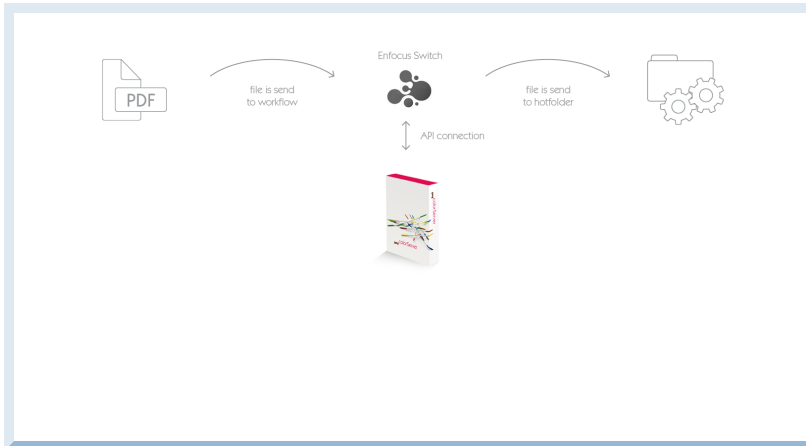 Enfocus Switch
PDF
file is send
to workflow
file is send
to hotfolder
API connection